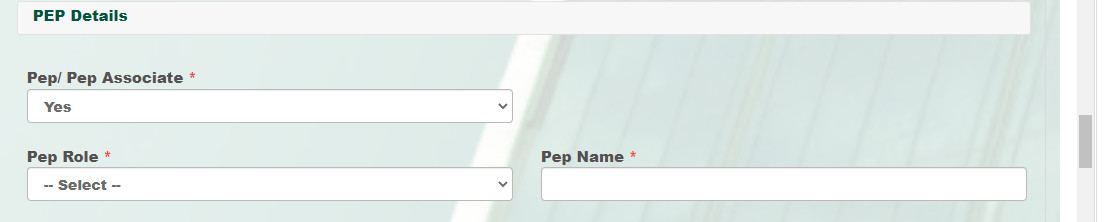 PEP Details
Pep/ Pep Associate *
Yes
Pep Role *
Pep Name *
-- Select --